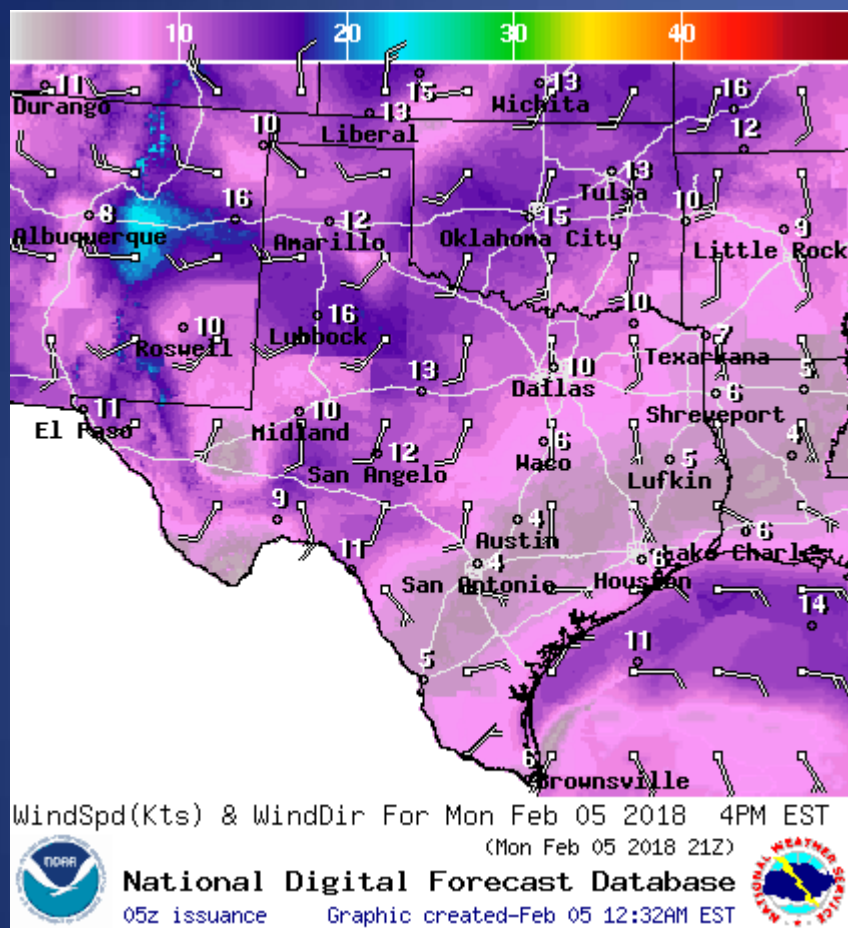 10 20 30 40
11 15 13 16
Durango Wichita
13
Liberal
10 12
13
Tulsa
8 16 12 15 10 9
Albuquerque Amarillo Oklahoma City Little Rock
16 10
10 Lubbock
Roswell 7
Texarkana
13 10 5
Dallas 6
11 10 Shreveport
El Paso Midland
12 6 4
San Angelo Waco 5
Lufkin
9 4 6
Austin Lake Charles
11 4 6
San Antonio Houston
14
11
5
6
Brownsville
WindSpd(Kts) & WindDir For Mon Feb 05 2018 4PM EST
(Mon Feb 05 2018 21Z)
National Digital Forecast Database
05z issuance Graphic created-Feb 05 12:32AM EST
NOAA
NATIONAL WEATHER SERVICE